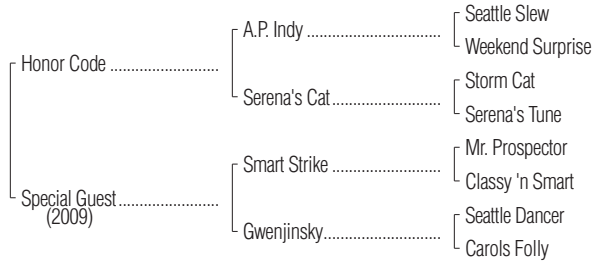 Seattle Slew
A.P. Indy ..............................
Weekend Surprise
Honor Code ........................
Storm Cat
Serena's Cat........................
Serena's Tune
Mr. Prospector
Smart Strike ........................
Classy 'n Smart
Special Guest......................
(2009)
Seattle Dancer
Gwenjinsky..........................
Carols Folly